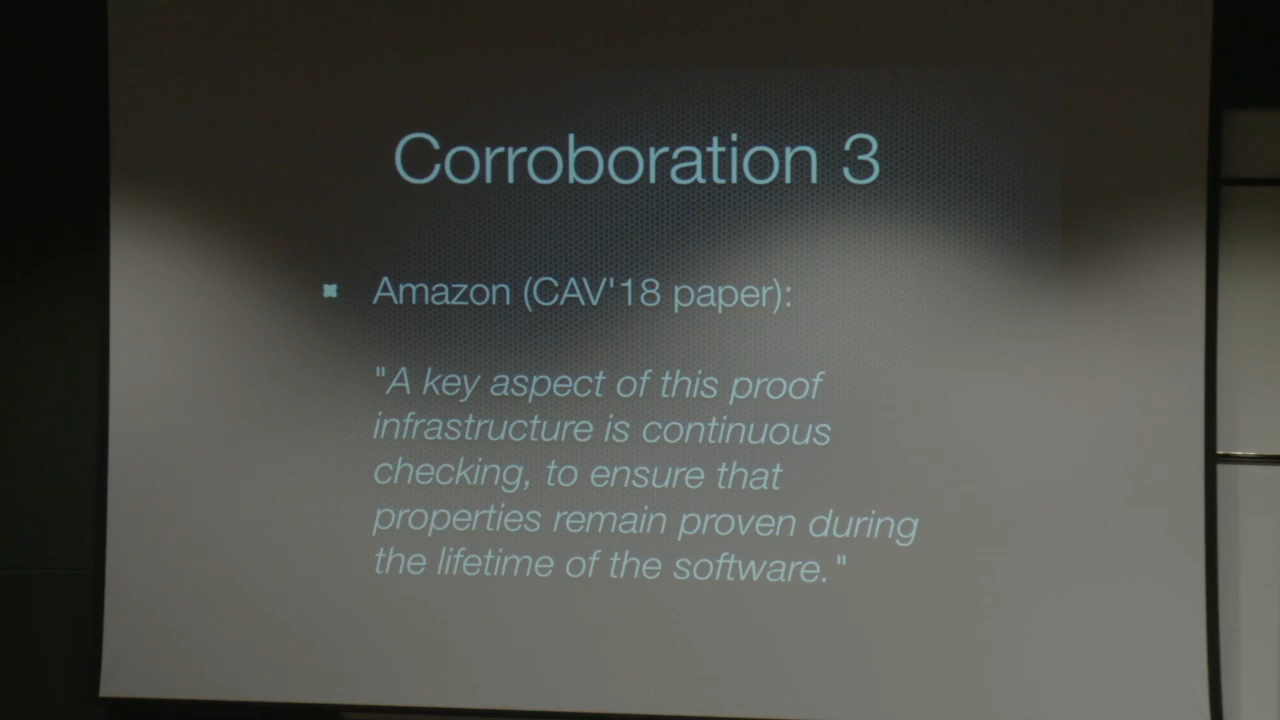 Corroboration 3
Amazon (CAV'18 paper):
"A key aspect of this proof
infrastructure is continuous
checking, to ensure that
properties remain proven during
the lifetime of the software."